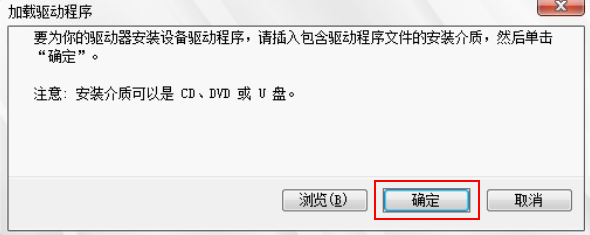 加载驱动程序
要为你的驱动器安装设备驱动程序，请插入包含驱动程序文件的安装介质，然后单击
“确定”。
注意: 安装介质可以是 CD、DVD 或 U 盘。
浏览(B) 确定 取消